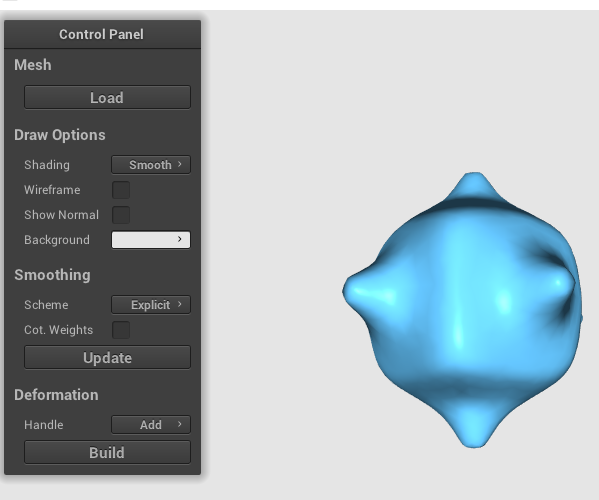 Control Panel
Mesh
Load
Draw Options
Shading Smooth ›
Wireframe
Show Normal
Background ›
Smoothing
Scheme Explicit ›
Cot. Weights
Update
Deformation
Handle Add ›
Build